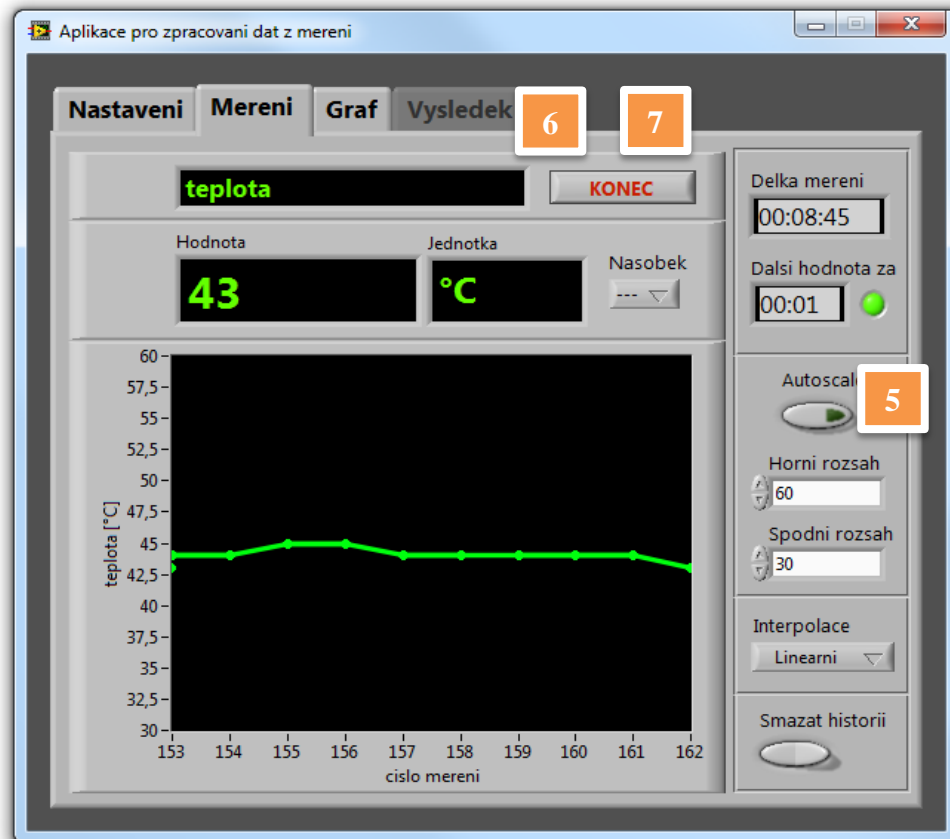 Aplikace pro zpracovani dat z mereni
Nastaveni Mereni Graf Vysledek
6 7
teplota
KONEC
Hodnota
43
Jednotka
°C
Nasobek
---
60
57,5
55
52,5
50
47,5
45
42,5
40
37,5
35
32,5
30
teplota [°C]
153 154 155 156 157 158 159 160 161 162
cislo mereni
Delka mereni
00:08:45
Dalsi hodnota za
00:01
Autoscale
5
Horni rozsah
60
Spodni rozsah
30
Interpolace
Linearni
Smazat historii